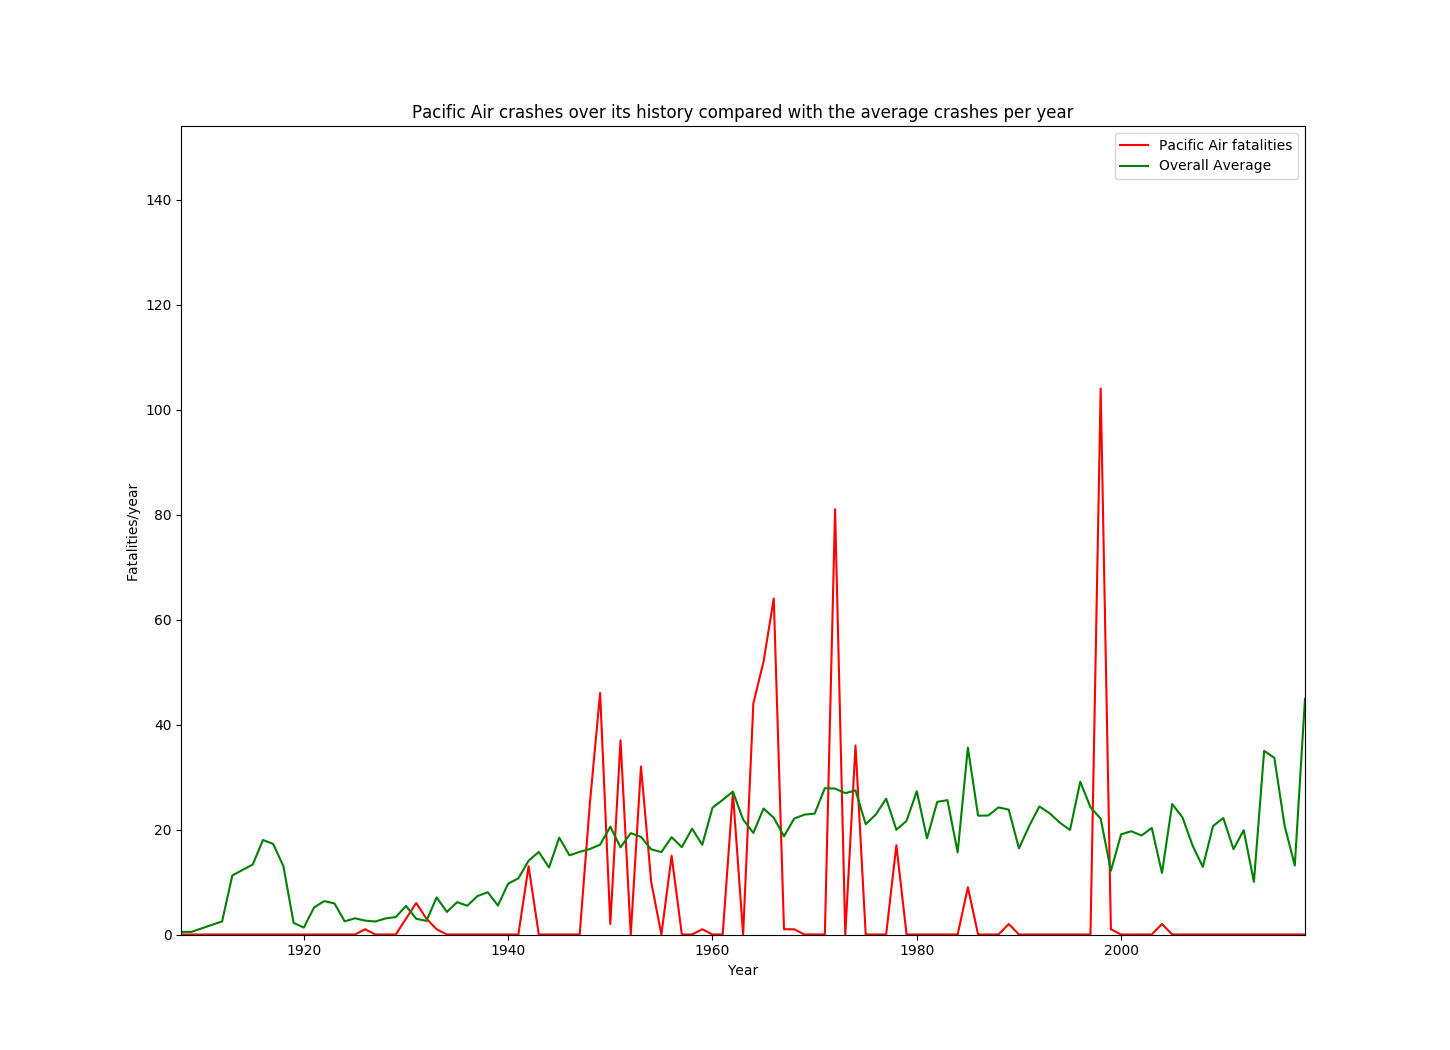 Pacific Air crashes over its history compared with the average crashes per year
Pacific Air fatalities
Overall Average
140
120
100
80
60
40
20
0
Fatalities/year
1920 1940 1960 1980 2000
Year